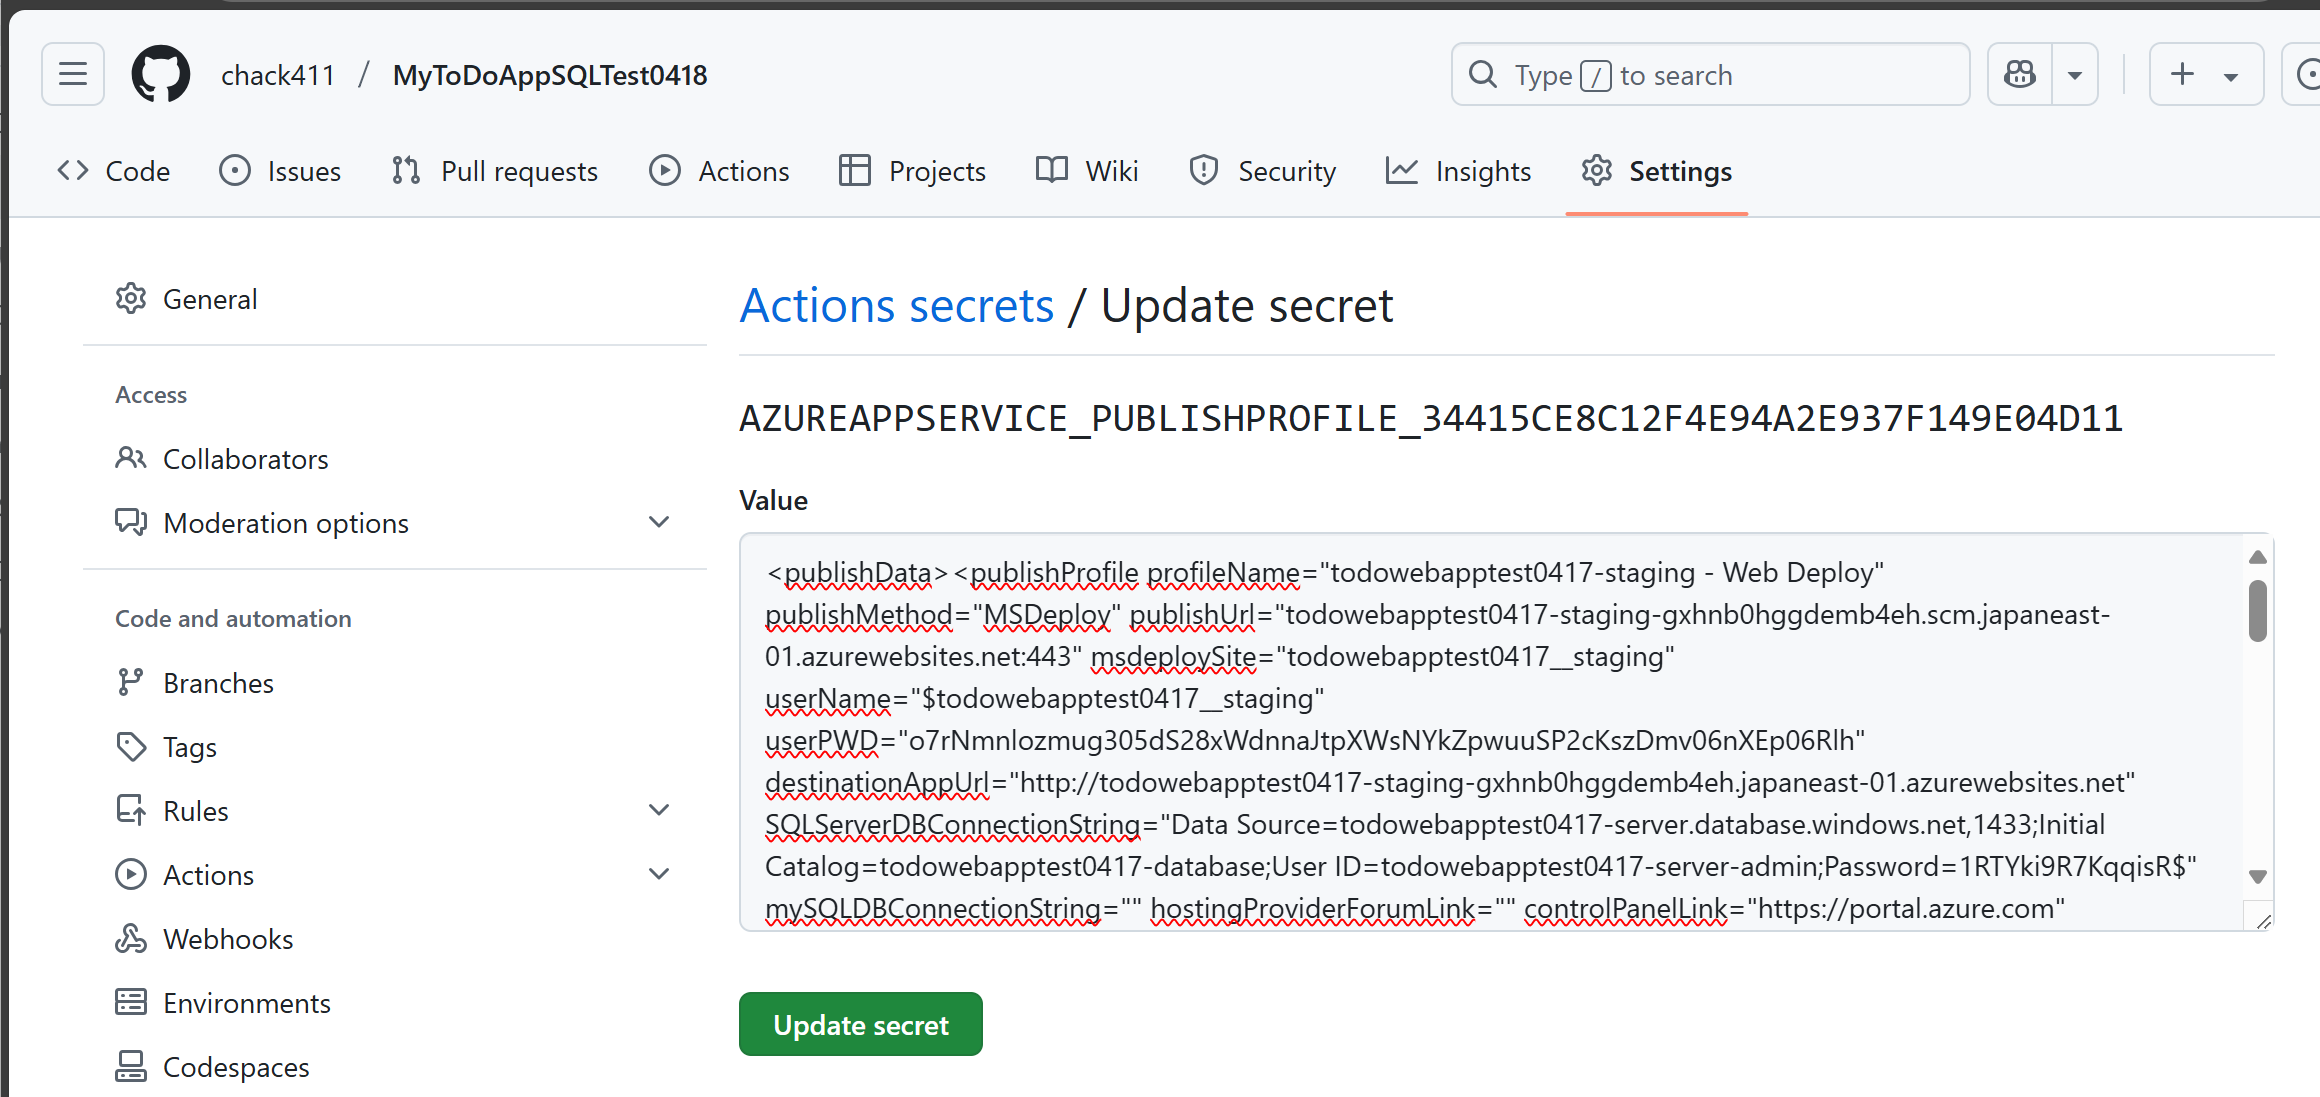 chack411 / MyToDoAppSQLTest0418
Type / to search
Code
Issues
Pull requests
Actions
Projects
Wiki
Security
Insights
Settings
General
Access
Collaborators
Moderation options
Code and automation
Branches
Tags
Rules
Actions
Webhooks
Environments
Codespaces
Actions secrets / Update secret
AZUREAPPSERVICE_PUBLISHPROFILE_34415CE8C12F4E94A2E937F149E04D11
Value
<publishData><publishProfile profileName="todowebapptest0417-staging - Web Deploy"
publishMethod="MSDeploy" publishUrl="todowebapptest0417-staging-gxhnb0hggdemb4eh.scm.japaneast-
01.azurewebsites.net:443" msdeploySite="todowebapptest0417__staging"
userName="$todowebapptest0417__staging"
userPWD="o7rNmnlozmug305dS28xWdnnaJtpXWsNYkZpwuuSP2cKszDmv06nXEp06Rlh"
destinationAppUrl="http://todowebapptest0417-staging-gxhnb0hggdemb4eh.japaneast-01.azurewebsites.net"
SQLServerDBConnectionString="Data Source=todowebapptest0417-server.database.windows.net,1433;Initial
Catalog=todowebapptest0417-database;User ID=todowebapptest0417-server-admin;Password=1RTYki9R7KqqisR$"
mySQLDBConnectionString="" hostingProviderForumLink="" controlPanelLink="https://portal.azure.com"
Update secret